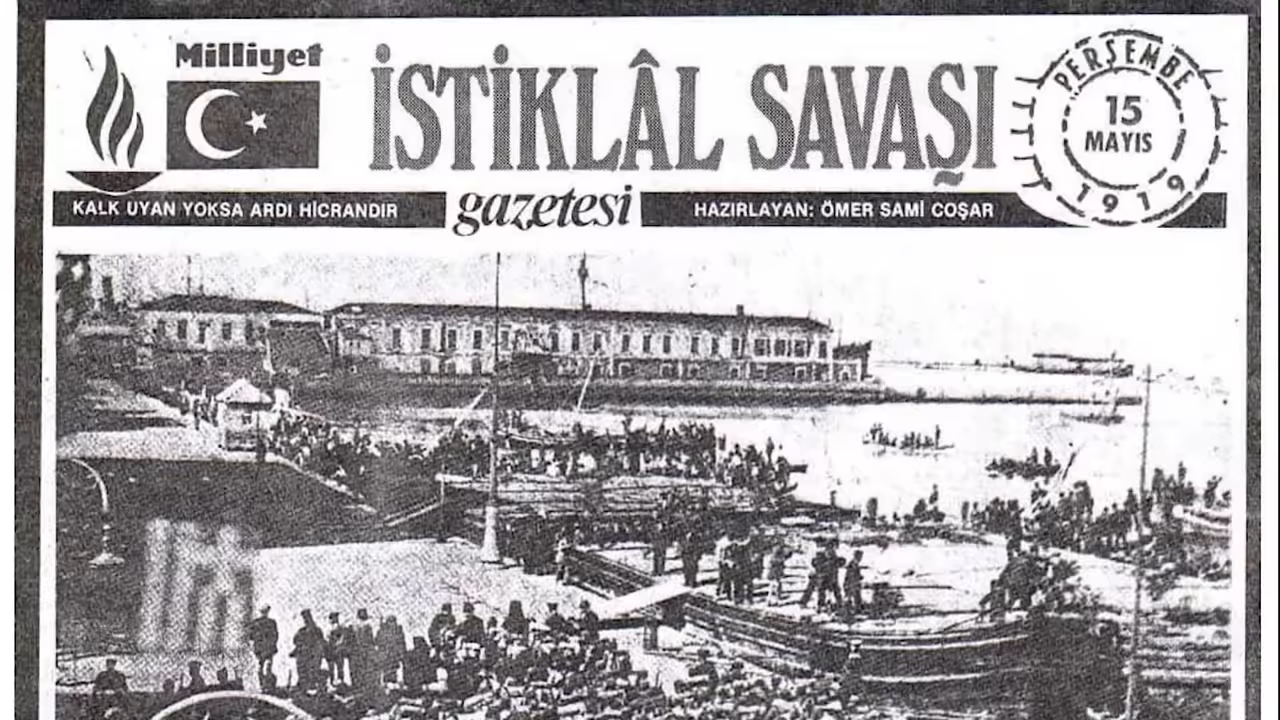 Milliyet
İSTİKLÂL SAVAŞI
gazetesi
KALK UYAN YOKSA ARDI HİCRANDIR
HAZIRLAYAN: ÖMER SAMİ COŞAR
PERŞEMBE
15
MAYIS
1919